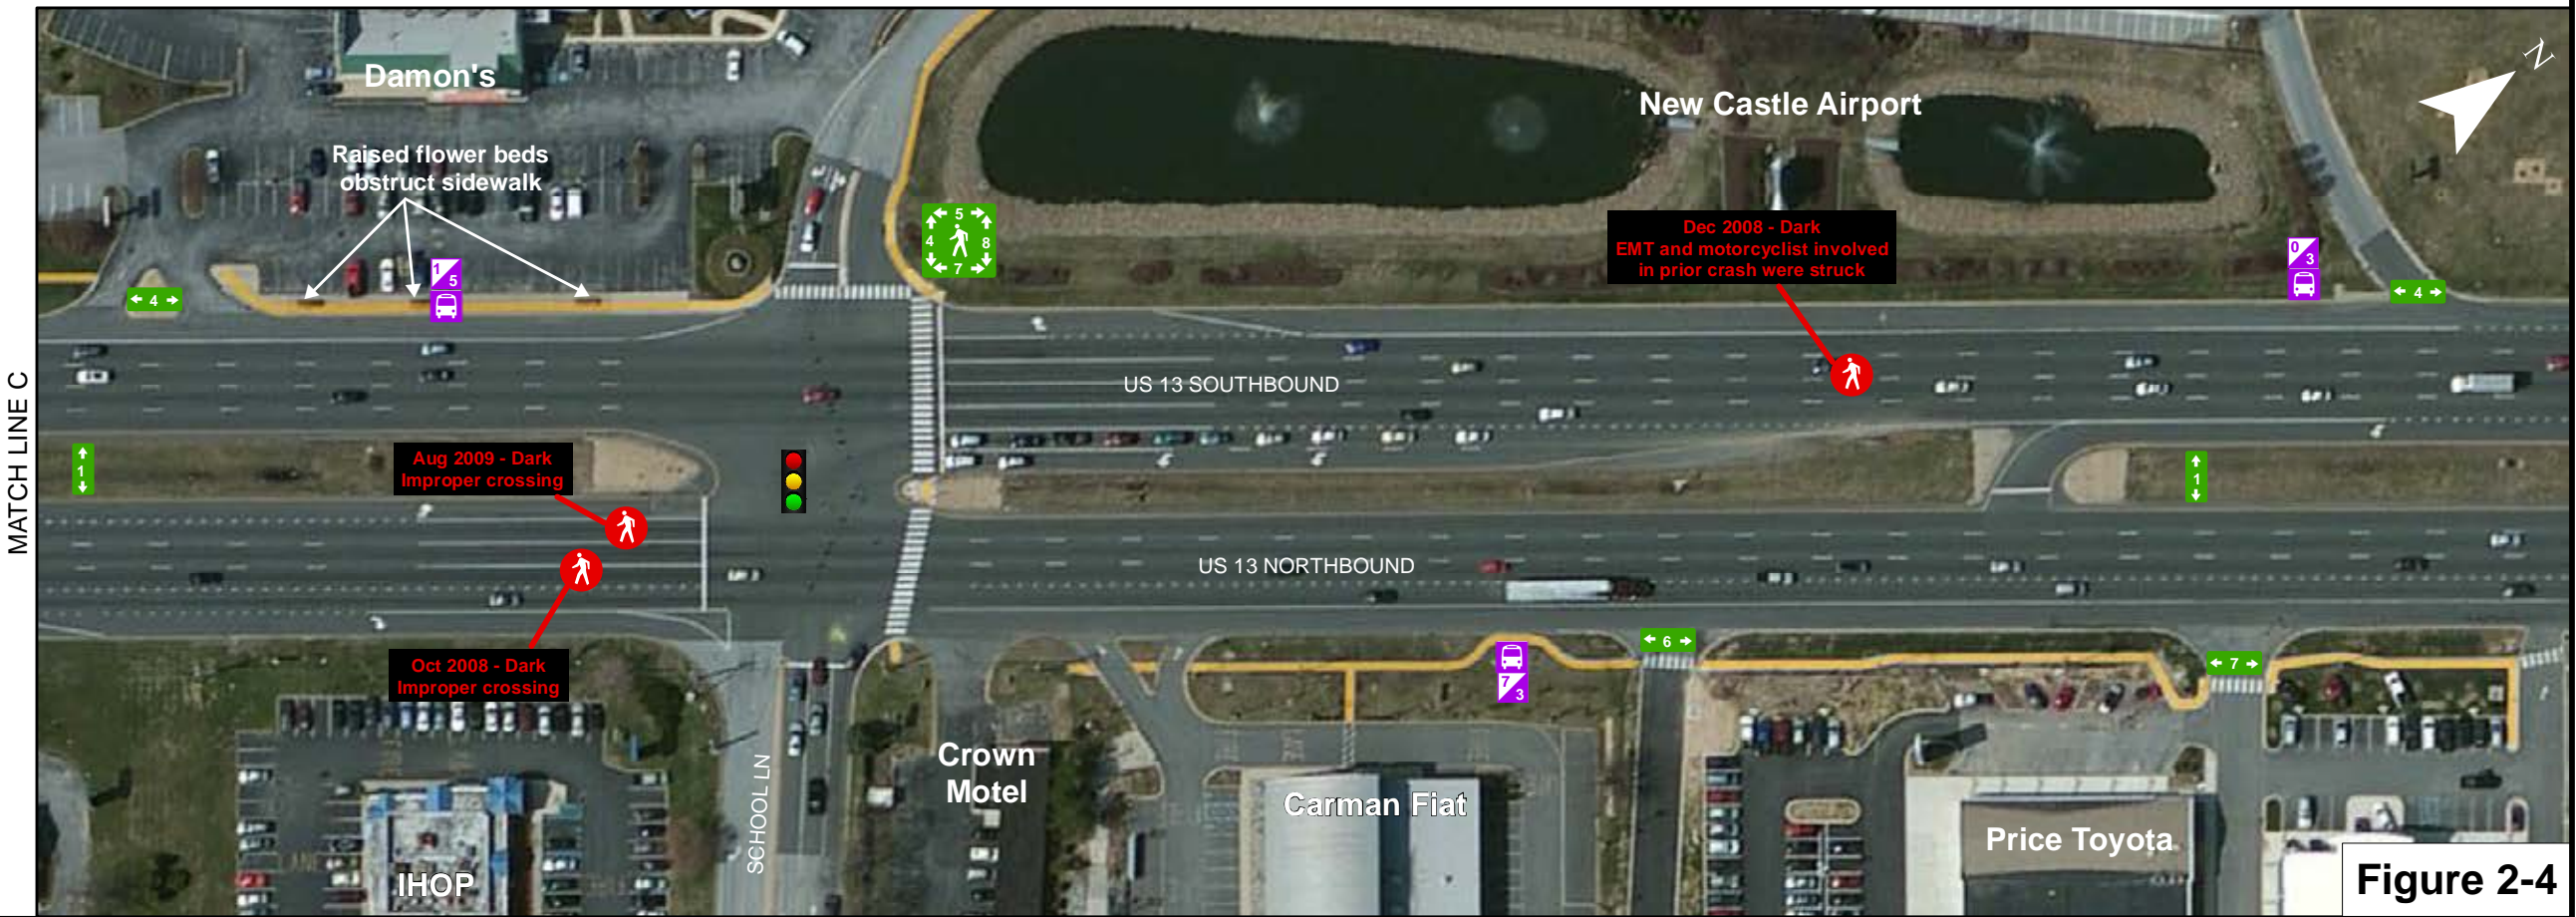 Damon's
Raised flower beds
obstruct sidewalk
New Castle Airport
N
Dec 2008 - Dark
EMT and motorcyclist involved
in prior crash were struck
5
4
8
7
1
5
0
3
4
4
MATCH LINE C
US 13 SOUTHBOUND
1
Aug 2009 - Dark
Improper crossing
1
US 13 NORTHBOUND
Oct 2008 - Dark
Improper crossing
6
7
3
7
SCHOOL LN
Crown
Motel
Carman Fiat
Price Toyota
IHOP
Figure 2-4